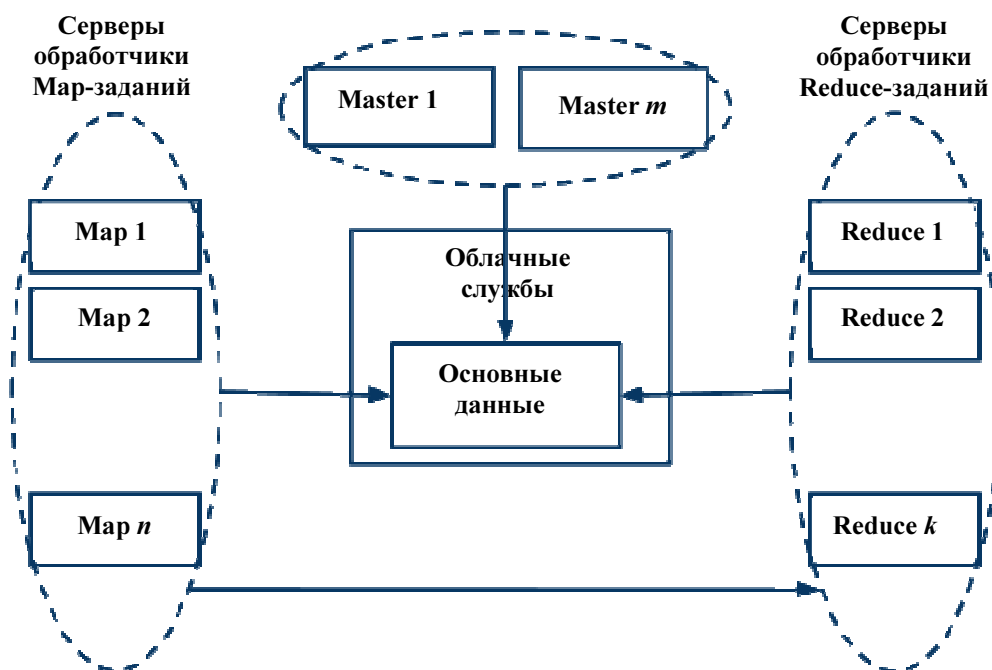 Серверы
обработчики
Map-заданий
Master 1
Master m
Серверы
обработчики
Reduce-заданий
Map 1
Map 2
Map n
Облачные
службы
Основные
данные
Reduce 1
Reduce 2
Reduce k